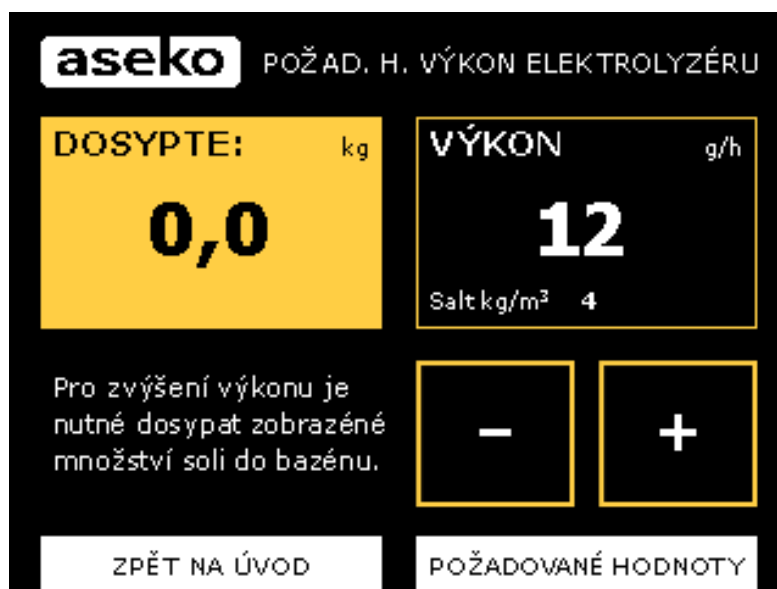 aseko POŽAD. H. VÝKON ELEKTROLYZÉRU
DOSYPTE: kg
0,0
VÝKON g/h
12
Salt kg/m³ 4
Pro zvýšení výkonu je
nutné dosypat zobrazéné
množství soli do bazénu.
- +
ZPĚT NA ÚVOD
POŽADOVANÉ HODNOTY